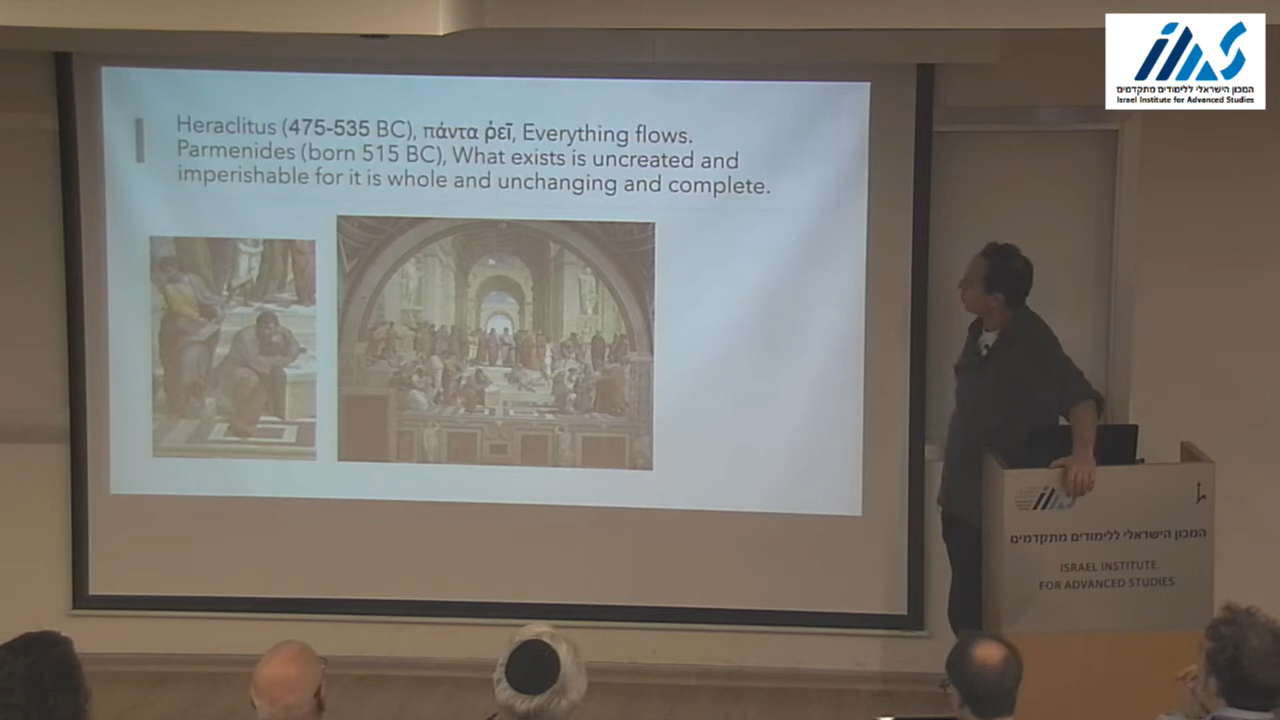 Heraclitus (475-535 BC), πάντα ῥεῖ, Everything flows.
Parmenides (born 515 BC), What exists is uncreated and
imperishable for it is whole and unchanging and complete.
iias
המכון הישראלי ללימודים מתקדמים
Israel Institute for Advanced Studies
המכון הישראלי ללימודים מתקדמים
ISRAEL INSTITUTE
FOR ADVANCED STUDIES